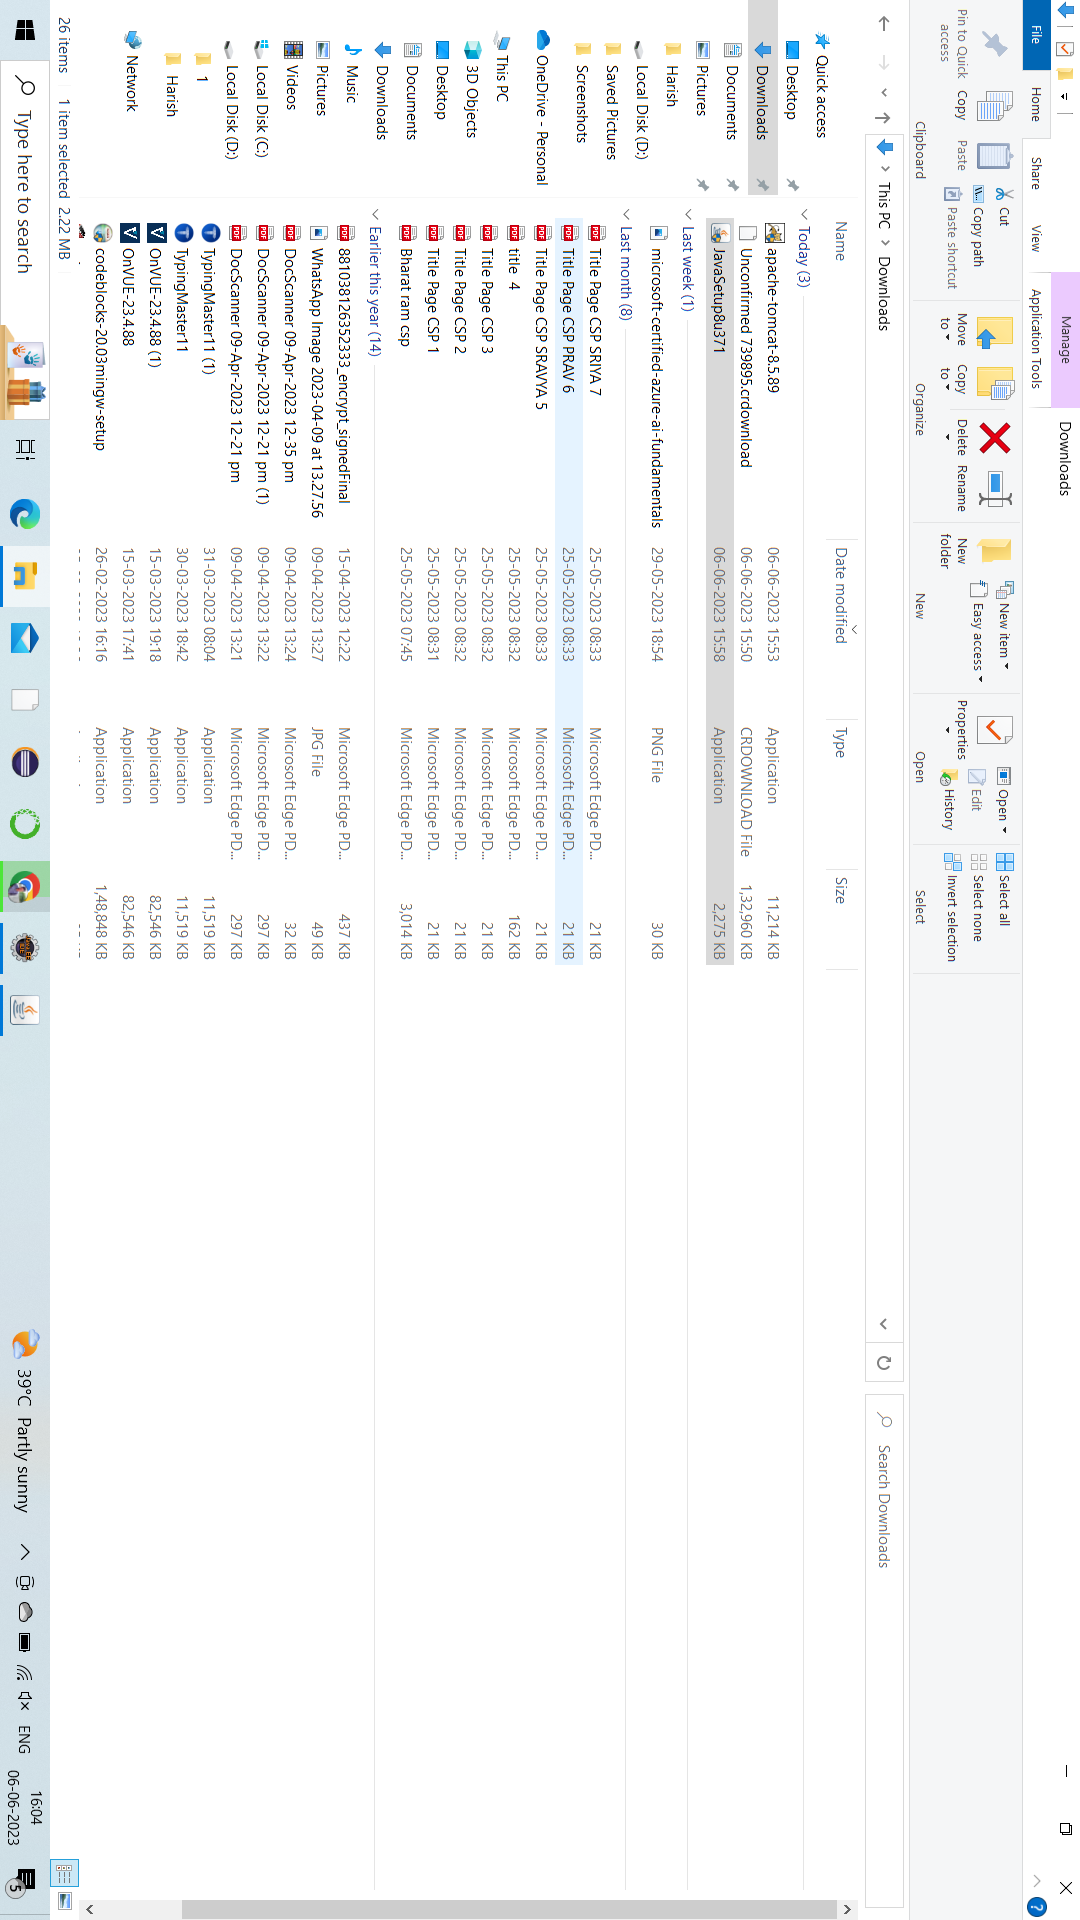 Manage
Downloads
File
Home
Share
View
Application Tools
Pin to Quick access
Copy
Paste
Cut
Copy path
Paste shortcut
Clipboard
Move to
Copy to
Delete
Rename
Organize
New folder
New item
Easy access
New
Properties
Open
Edit
History
Open
Select all
Select none
Invert selection
Select
This PC
Downloads
Search Downloads
Quick access
Desktop
Downloads
Documents
Pictures
Harish
Local Disk (D:)
Saved Pictures
Screenshots
OneDrive - Personal
This PC
3D Objects
Desktop
Documents
Downloads
Music
Pictures
Videos
Local Disk (C:)
Local Disk (D:)
1
Harish
Network
Name Date modified Type Size
Today (3)
apache-tomcat-8.5.89 06-06-2023 15:53 Application 11,214 KB
Unconfirmed 739895.crdownload 06-06-2023 15:50 CRDOWNLOAD File 1,32,960 KB
JavaSetup8u371 06-06-2023 15:58 Application 2,275 KB
Last week (1)
microsoft-certified-azure-ai-fundamentals 29-05-2023 18:54 PNG File 30 KB
Last month (8)
Title Page CSP SRIYA 7 25-05-2023 08:33 Microsoft Edge PD... 21 KB
Title Page CSP PRAV 6 25-05-2023 08:33 Microsoft Edge PD... 21 KB
Title Page CSP SRAVYA 5 25-05-2023 08:33 Microsoft Edge PD... 21 KB
title 4 25-05-2023 08:32 Microsoft Edge PD... 162 KB
Title Page CSP 3 25-05-2023 08:32 Microsoft Edge PD... 21 KB
Title Page CSP 2 25-05-2023 08:32 Microsoft Edge PD... 21 KB
Title Page CSP 1 25-05-2023 08:31 Microsoft Edge PD... 21 KB
Bharat ram csp 25-05-2023 07:45 Microsoft Edge PD... 3,014 KB
Earlier this year (14)
881038126352333_encrypt_signedFinal 15-04-2023 12:22 Microsoft Edge PD... 437 KB
WhatsApp Image 2023-04-09 at 13.27.56 09-04-2023 13:27 JPG File 49 KB
DocScanner 09-Apr-2023 12-35 pm 09-04-2023 13:24 Microsoft Edge PD... 32 KB
DocScanner 09-Apr-2023 12-21 pm (1) 09-04-2023 13:22 Microsoft Edge PD... 297 KB
DocScanner 09-Apr-2023 12-21 pm 09-04-2023 13:21 Microsoft Edge PD... 297 KB
TypingMaster11 (1) 31-03-2023 08:04 Application 11,519 KB
TypingMaster11 30-03-2023 18:42 Application 11,519 KB
OnVUE-23.4.88 (1) 15-03-2023 19:18 Application 82,546 KB
OnVUE-23.4.88 15-03-2023 17:41 Application 82,546 KB
codeblocks-20.03mingw-setup 26-02-2023 16:16 Application 1,48,848 KB
26 items 1 item selected 2.22 MB
Type here to search
39°C Partly sunny
ENG
16:04
06-06-2023
5